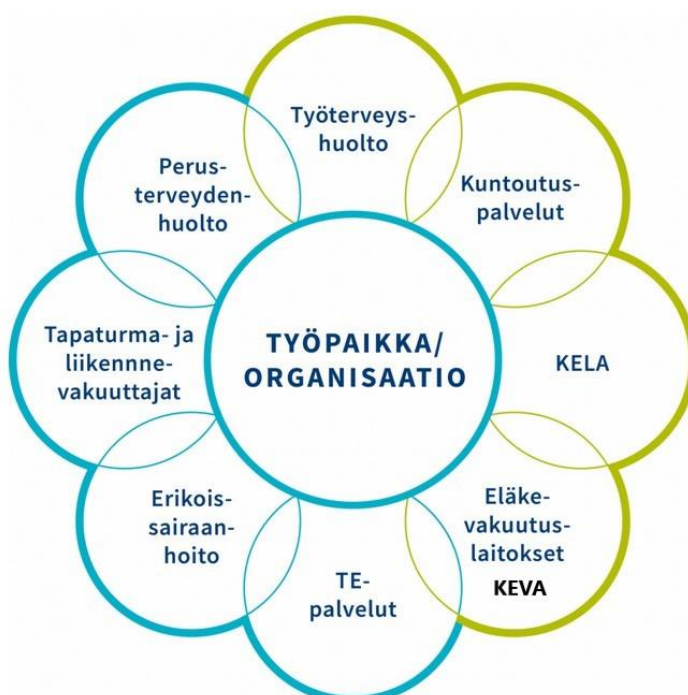 Työterveys-
huolto
Kuntoutus-
palvelut
KELA
Eläke-
vakuutus-
laitokset
KEVA
TE-
palvelut
Erikois-
sairaan-
hoito
Tapaturma- ja
liikennne-
vakuuttajat
Perus-
terveyden-
huolto
TYÖPAIKKA/
ORGANISAATIO